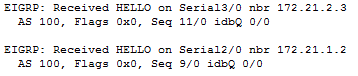 EIGRP: Received HELLO on Serial3/0 nbr 172.21.2.3
AS 100, Flags 0x0, Seq 11/0 idbQ 0/0
EIGRP: Received HELLO on Serial2/0 nbr 172.21.1.2
AS 100, Flags 0x0, Seq 9/0 idbQ 0/0